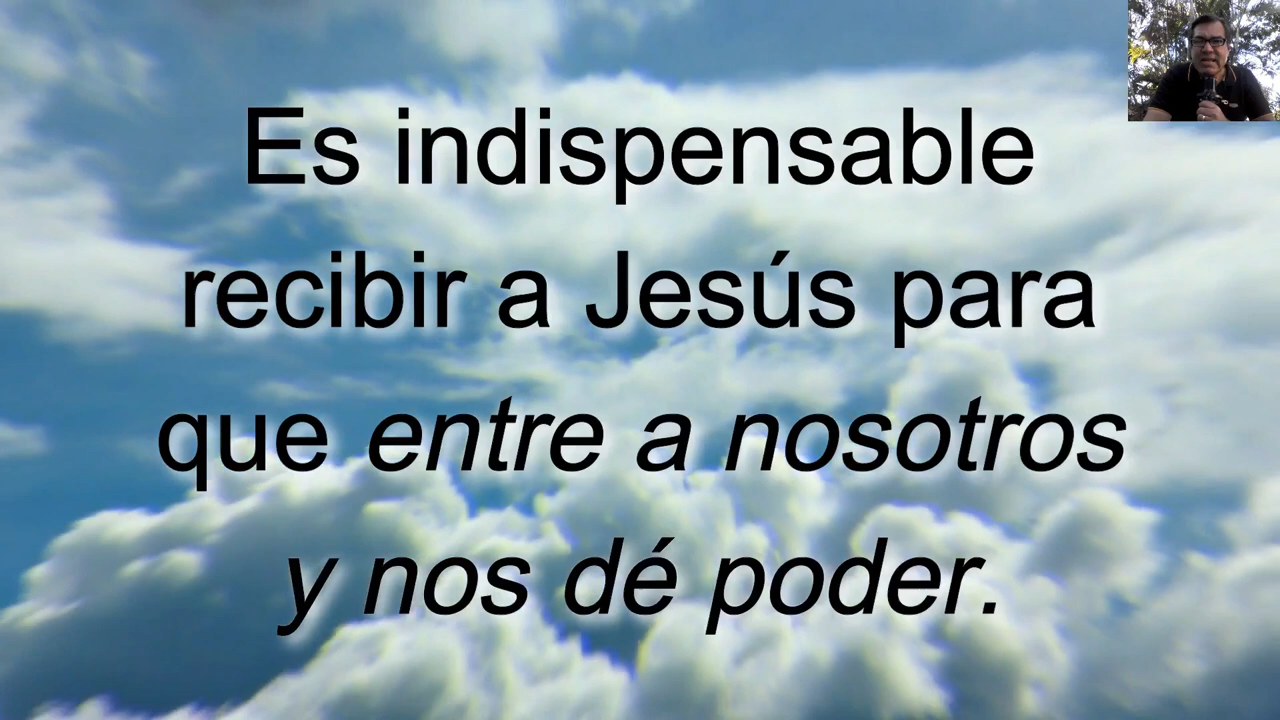 Es indispensable
recibir a Jesús para
que entre a nosotros
y nos dé poder.